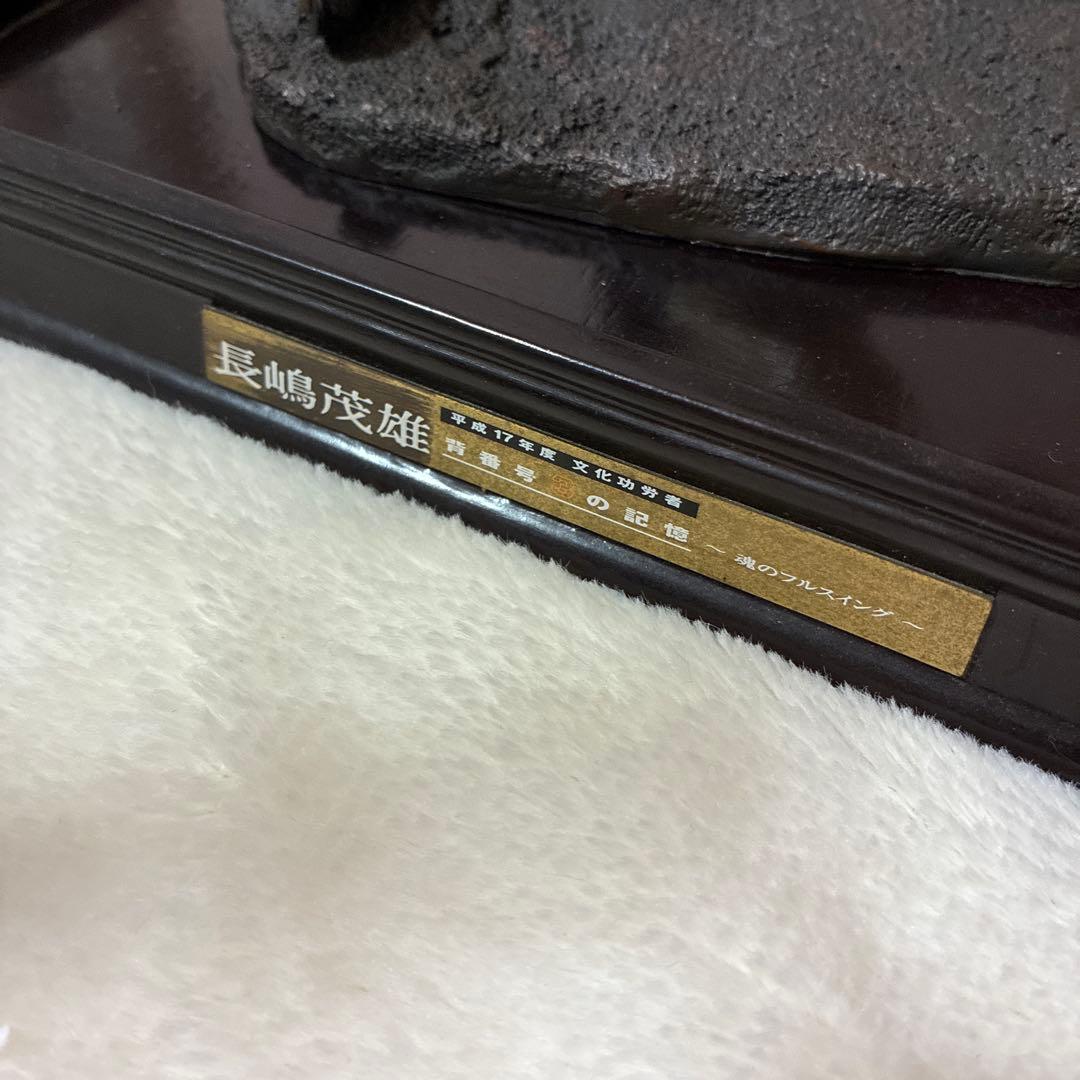 長嶋茂雄
平成17年度 文化功労者
背番号3の記憶
～ 魂のフルスイング ～